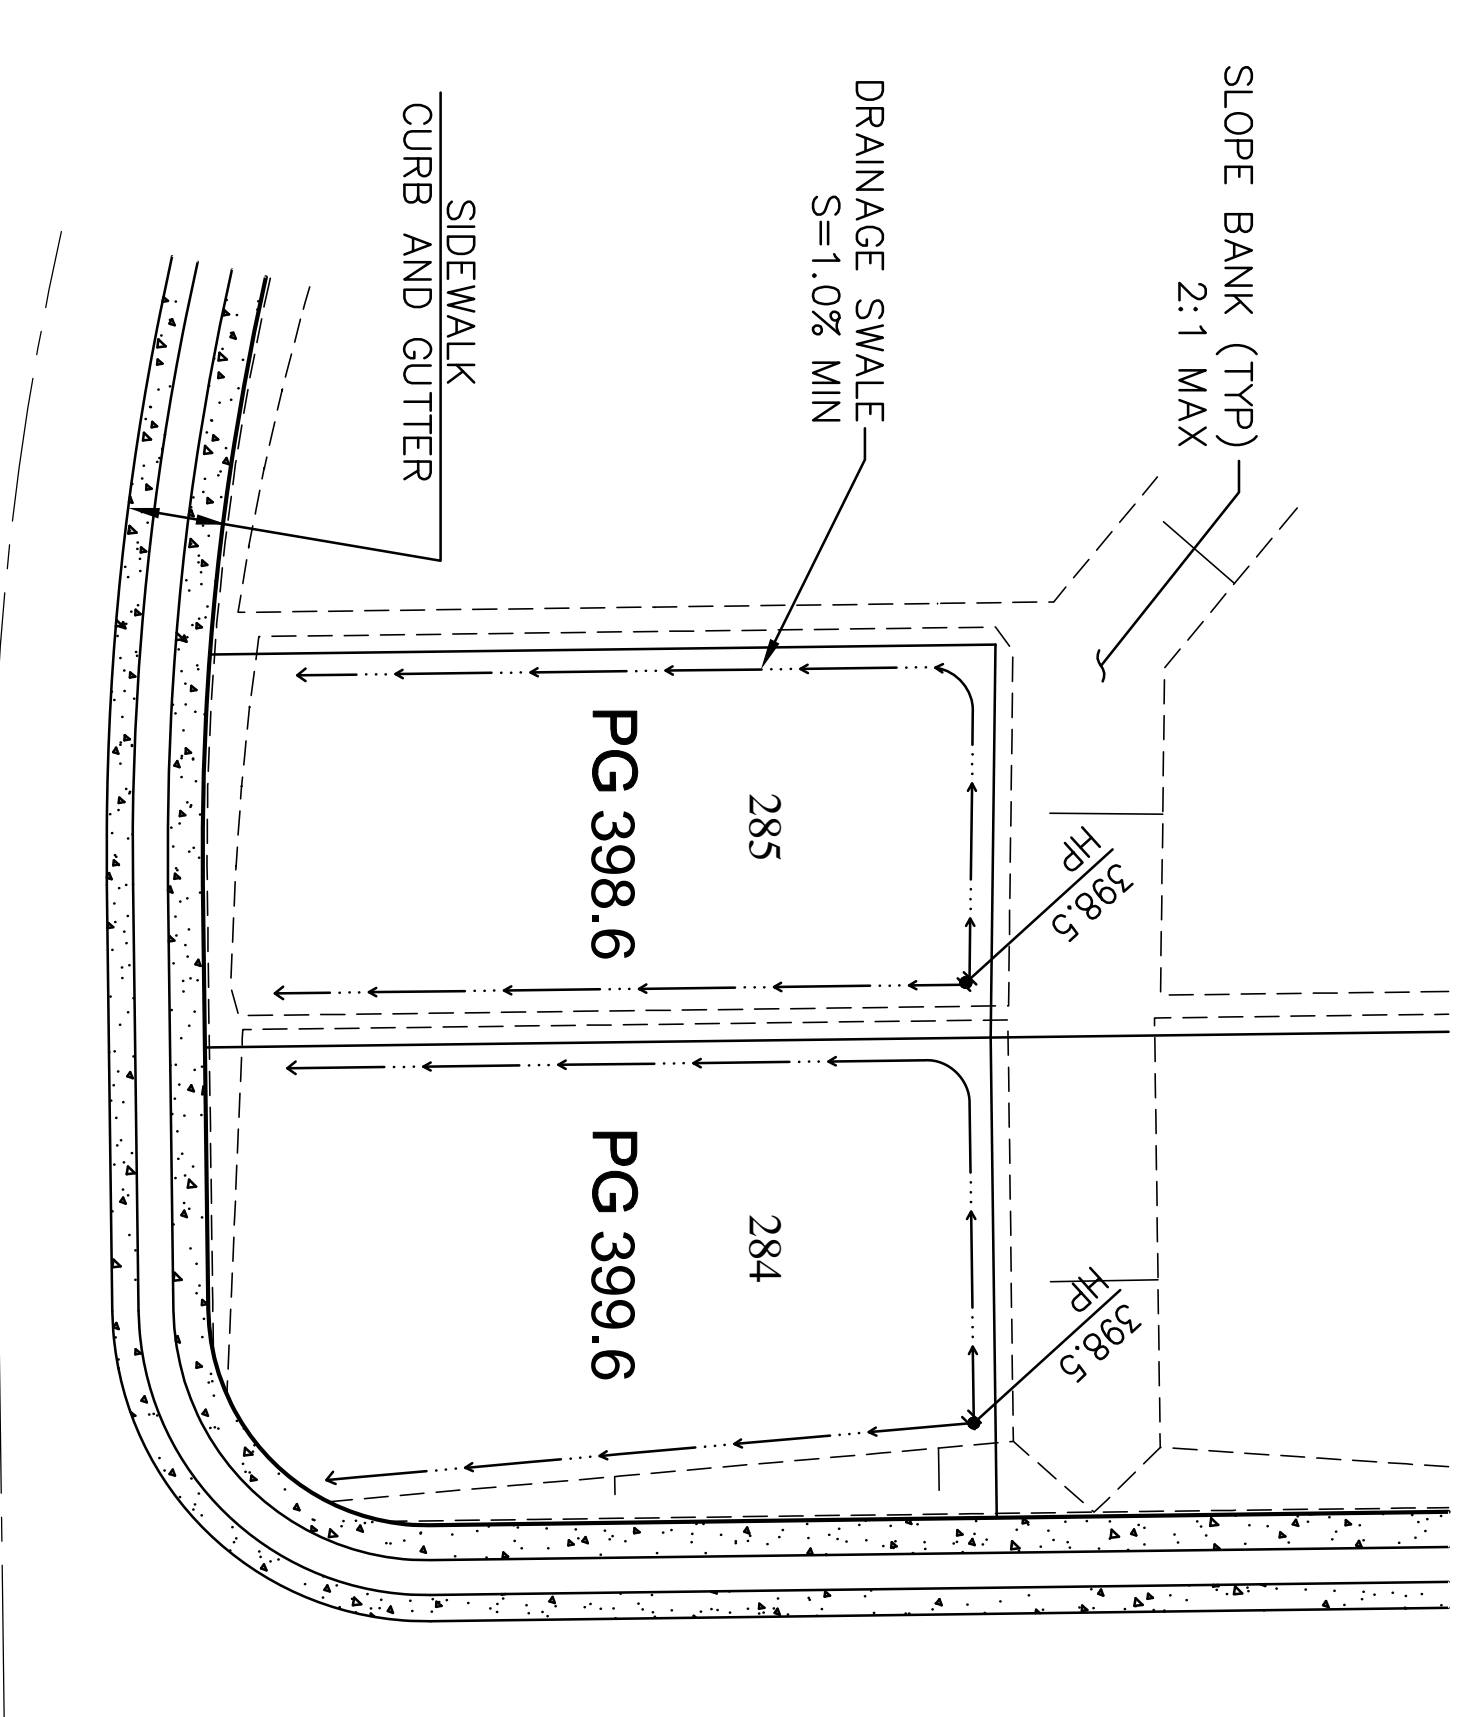 SLOPE BANK (TYP)
2:1 MAX
DRAINAGE SWALE
S=1.0% MIN
SIDEWALK
CURB AND GUTTER
398.5
HP
285
PG 398.6
398.5
HP
284
PG 399.6